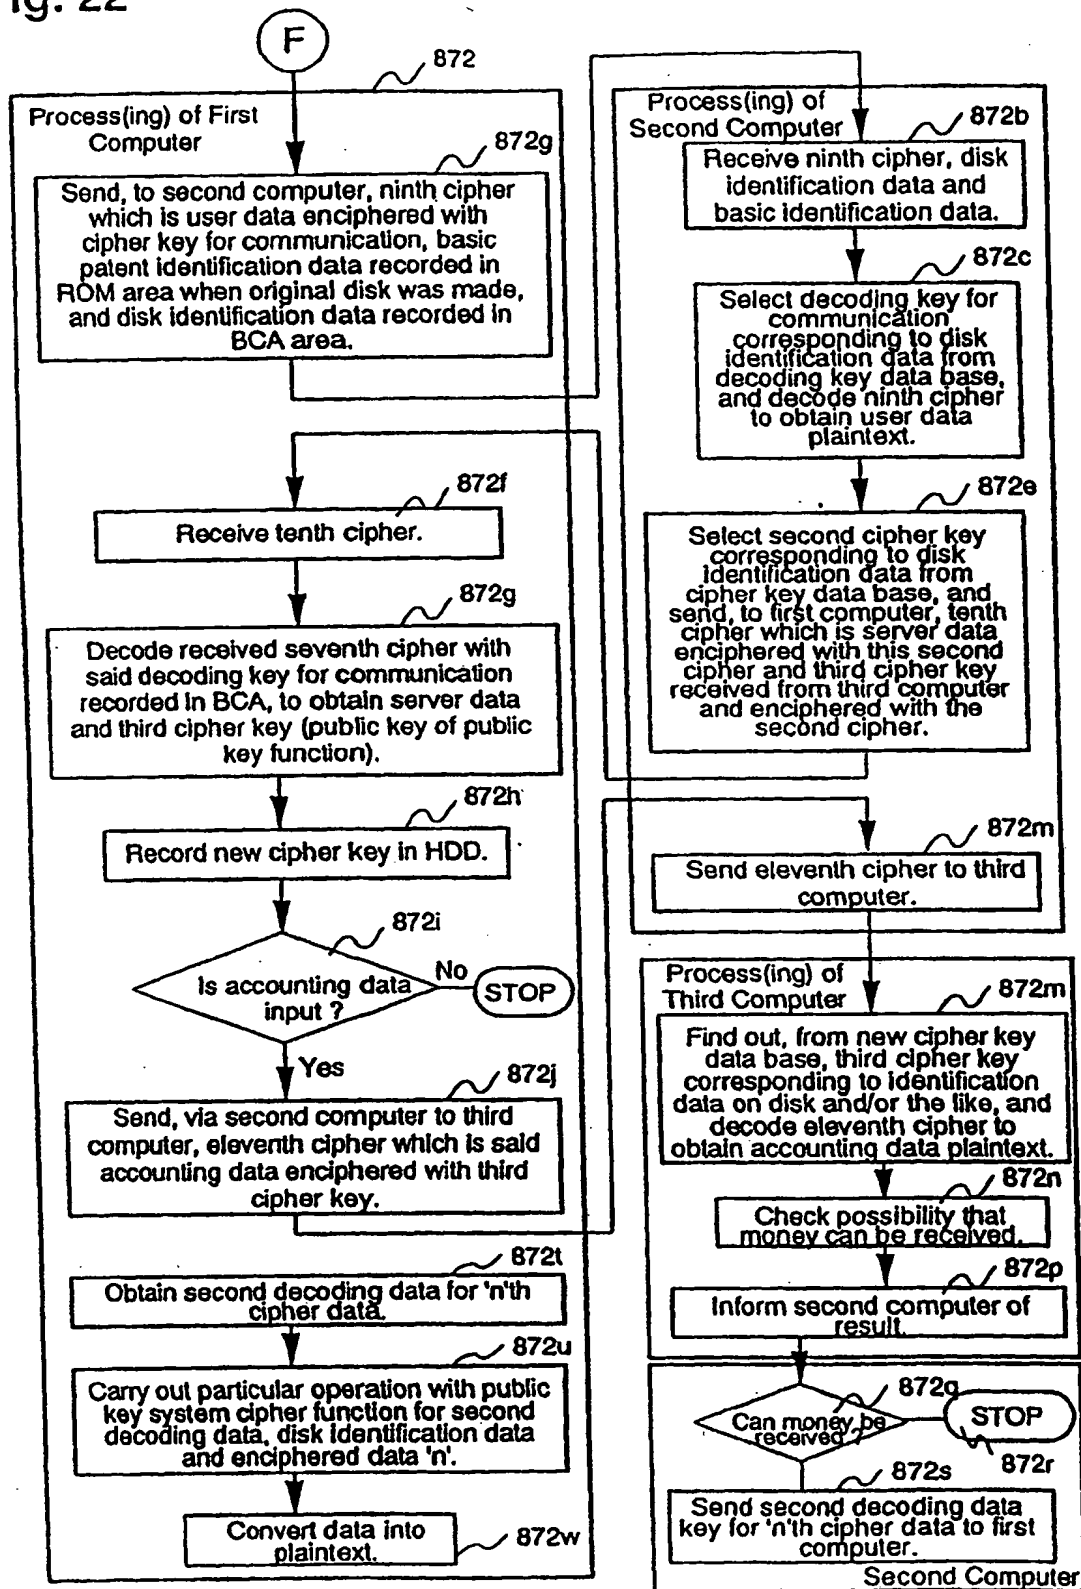 Fig. 22
F
872
Process(ing) of First
Computer
872g
Send, to second computer, ninth cipher
which is user data enciphered with
cipher key for communication, basic
patent identification data recorded in
ROM area when original disk was made,
and disk identification data recorded in
BCA area.
872f
Receive tenth cipher.
872g
Decode received seventh cipher with
said decoding key for communication
recorded in BCA, to obtain server data
and third cipher key (public key of public
key function).
872h
Record new cipher key in HDD.
872i
Is accounting data
input ?
No
STOP
Yes
872j
Send, via second computer to third
computer, eleventh cipher which is said
accounting data enciphered with third
cipher key.
872t
Obtain second decoding data for 'n'th
cipher data.
872u
Carry out particular operation with public
key system cipher function for second
decoding data, disk identification data
and enciphered data 'n'.
Convert data into
plaintext.
872w
Process(ing) of
Second Computer
872b
Receive ninth cipher, disk
identification data and
basic identification data.
872c
Select decoding key for
communication
corresponding to disk
identification data from
decoding key data base,
and decode ninth cipher
to obtain user data
plaintext.
872e
Select second cipher key
corresponding to disk
identification data from
cipher key data base, and
send, to first computer, tenth
cipher which is server data
enciphered with this second
cipher and third cipher key
received from third computer
and enciphered with the
second cipher.
872m
Send eleventh cipher to third
computer.
Process(ing) of
Third Computer
872m
Find out, from new cipher key
data base, third cipher key
corresponding to identification
data on disk and/or the like, and
decode eleventh cipher to
obtain accounting data plaintext.
872n
Check possibility that
money can be received.
872p
Inform second computer of
result.
872q
Can money be
received ?
STOP
872r
872s
Send second decoding data
key for 'n'th cipher data to first
computer.
Second Computer